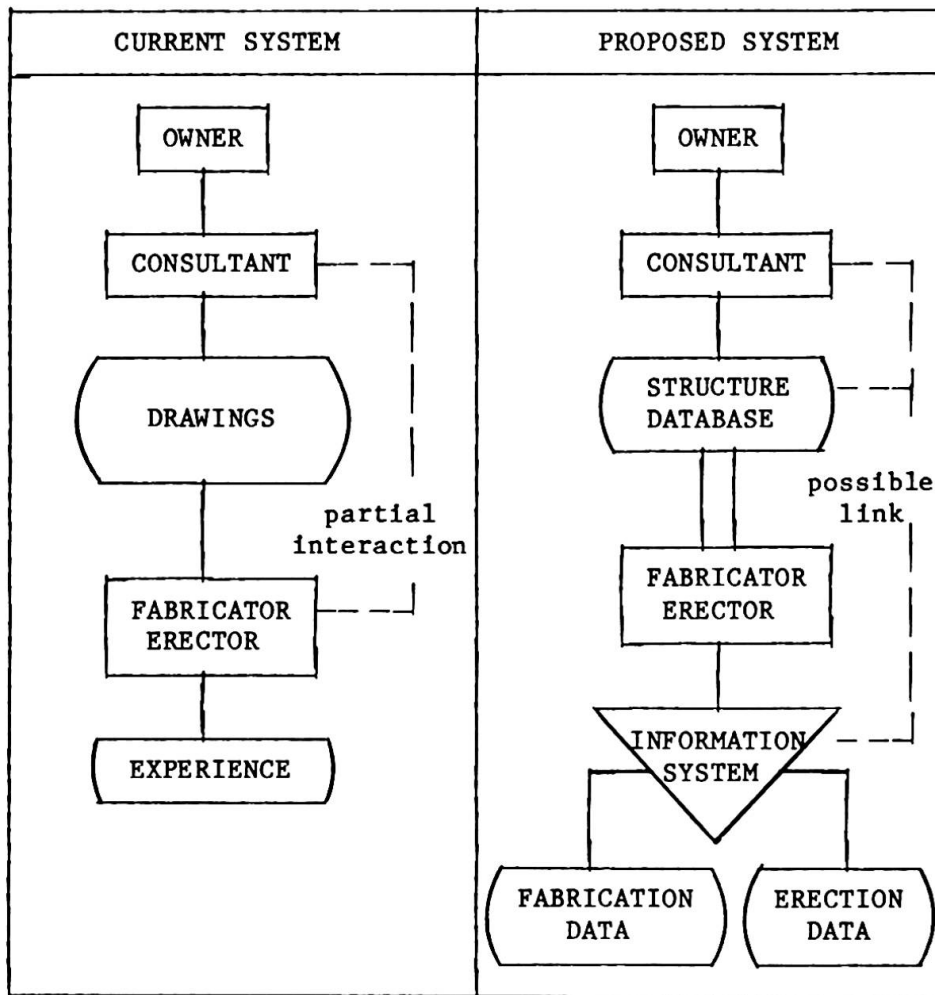 CURRENT SYSTEM
OWNER
CONSULTANT
DRAWINGS
partial
interaction
FABRICATOR
ERECTOR
EXPERIENCE
PROPOSED SYSTEM
OWNER
CONSULTANT
STRUCTURE
DATABASE
possible
link
FABRICATOR
ERECTOR
INFORMATION
SYSTEM
FABRICATION
DATA
ERECTION
DATA